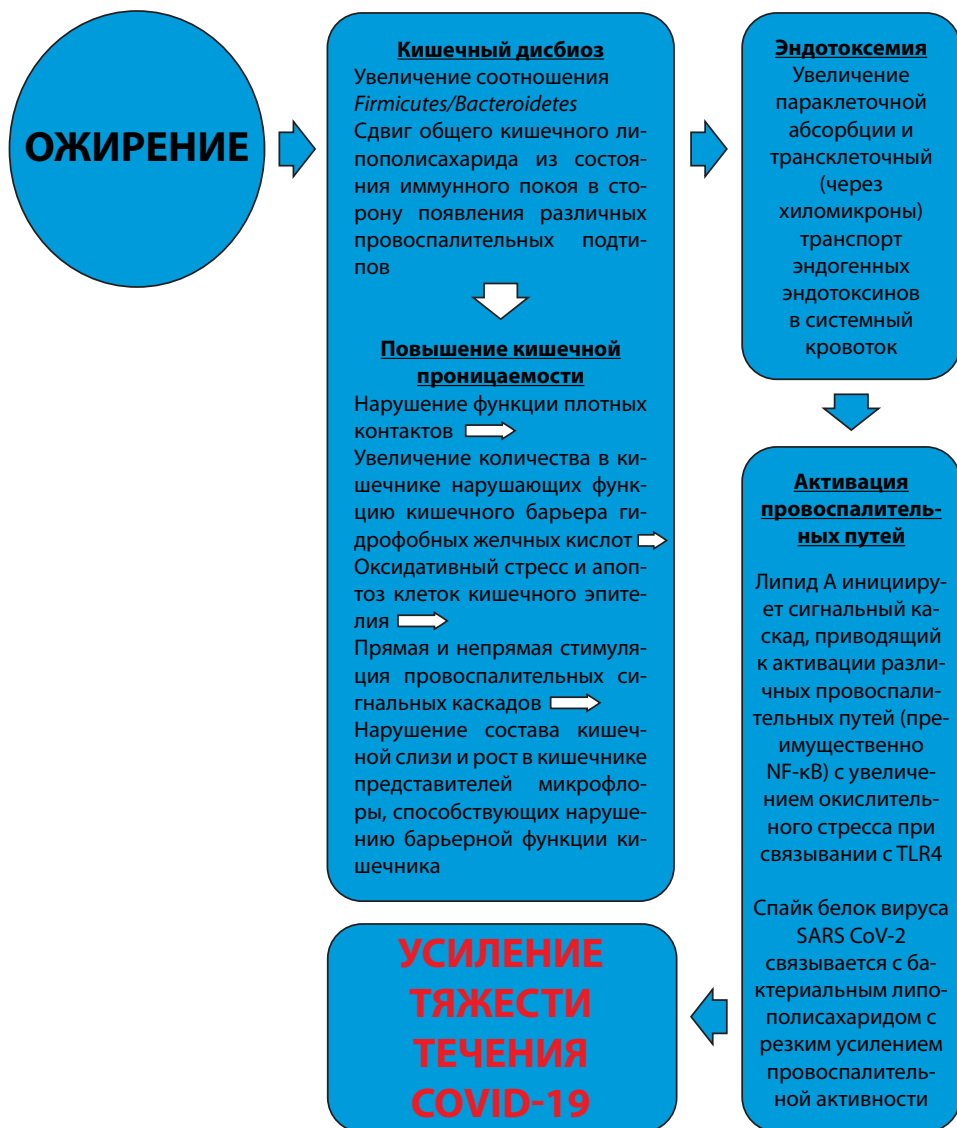 ОЖИРЕНИЕ
Кишечный дисбиоз
Увеличение соотношения
Firmicutes/Bacteroidetes
Сдвиг общего кишечного ли-
пополисахарида из состоя-
ния иммунного покоя в сто-
рону появления различных
провоспалительных подти-
пов
Повышение кишечной
проницаемости
Нарушение функции плотных
контактов
Увеличение количества в ки-
шечнике нарушающих функ-
цию кишечного барьера ги-
дрофобных желчных кислот
Оксидативный стресс и апоп-
тоз клеток кишечного эпите-
лия
Прямая и непрямая стимуля-
ция провоспалительных си-
гнальных каскадов
Нарушение состава кишеч-
ной слизи и рост в кишечнике
представителей микрофло-
ры, способствующих наруше-
нию барьерной функции ки-
шечника
Эндотоксемия
Увеличение
параклеточной
абсорбции и
трансклеточный
(через
хиломикроны)
транспорт
эндогенных
эндотоксинов
в системный
кровоток
Активация
провоспалитель-
ных путей
Липид А иницииру-
ет сигнальный ка-
скад, приводящий
к активации разли-
чных провоспали-
тельных путей (пре-
имущественно
NF-κB) с увеличе-
нием окислитель-
ного стресса при
связывании с TLR4
Спайк белок вируса
SARS CoV-2
связывается с ба-
ктериальным липо-
полисахаридом с
резким усилением
провоспалитель-
ной активности
УСИЛЕНИЕ
ТЯЖЕСТИ
ТЕЧЕНИЯ
COVID-19